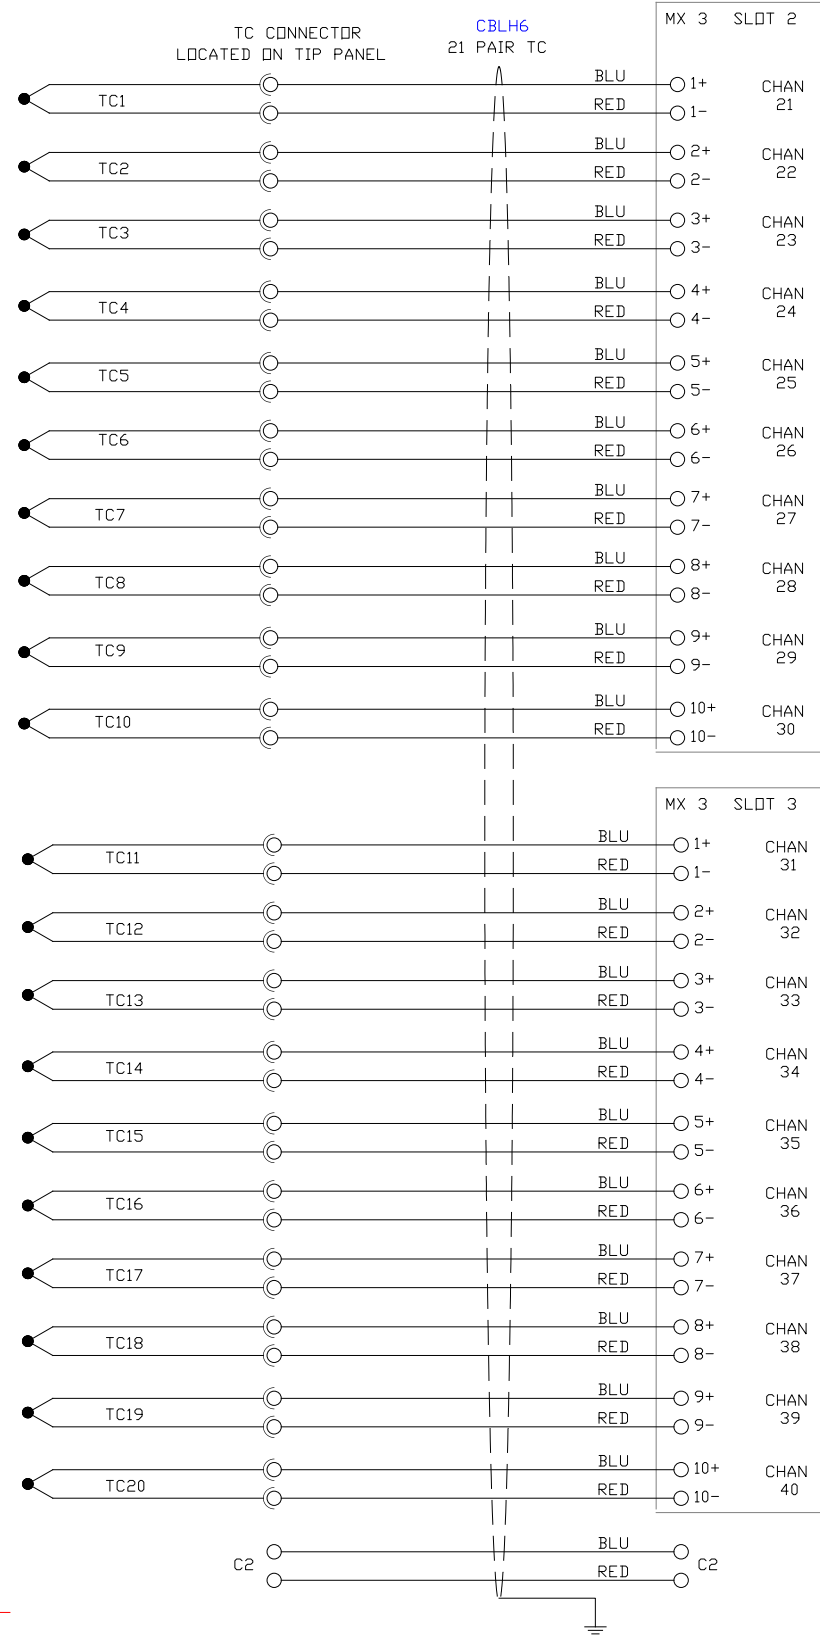 TC CONNECTOR
LOCATED ON TIP PANEL
CBLH6
21 PAIR TC
MX 3 SLOT 2
TC1 BLU 1+ CHAN
RED 1- 21
TC2 BLU 2+ CHAN
RED 2- 22
TC3 BLU 3+ CHAN
RED 3- 23
TC4 BLU 4+ CHAN
RED 4- 24
TC5 BLU 5+ CHAN
RED 5- 25
TC6 BLU 6+ CHAN
RED 6- 26
TC7 BLU 7+ CHAN
RED 7- 27
TC8 BLU 8+ CHAN
RED 8- 28
TC9 BLU 9+ CHAN
RED 9- 29
TC10 BLU 10+ CHAN
RED 10- 30
MX 3 SLOT 3
TC11 BLU 1+ CHAN
RED 1- 31
TC12 BLU 2+ CHAN
RED 2- 32
TC13 BLU 3+ CHAN
RED 3- 33
TC14 BLU 4+ CHAN
RED 4- 34
TC15 BLU 5+ CHAN
RED 5- 35
TC16 BLU 6+ CHAN
RED 6- 36
TC17 BLU 7+ CHAN
RED 7- 37
TC18 BLU 8+ CHAN
RED 8- 38
TC19 BLU 9+ CHAN
RED 9- 39
TC20 BLU 10+ CHAN
RED 10- 40
C2 BLU C2
RED